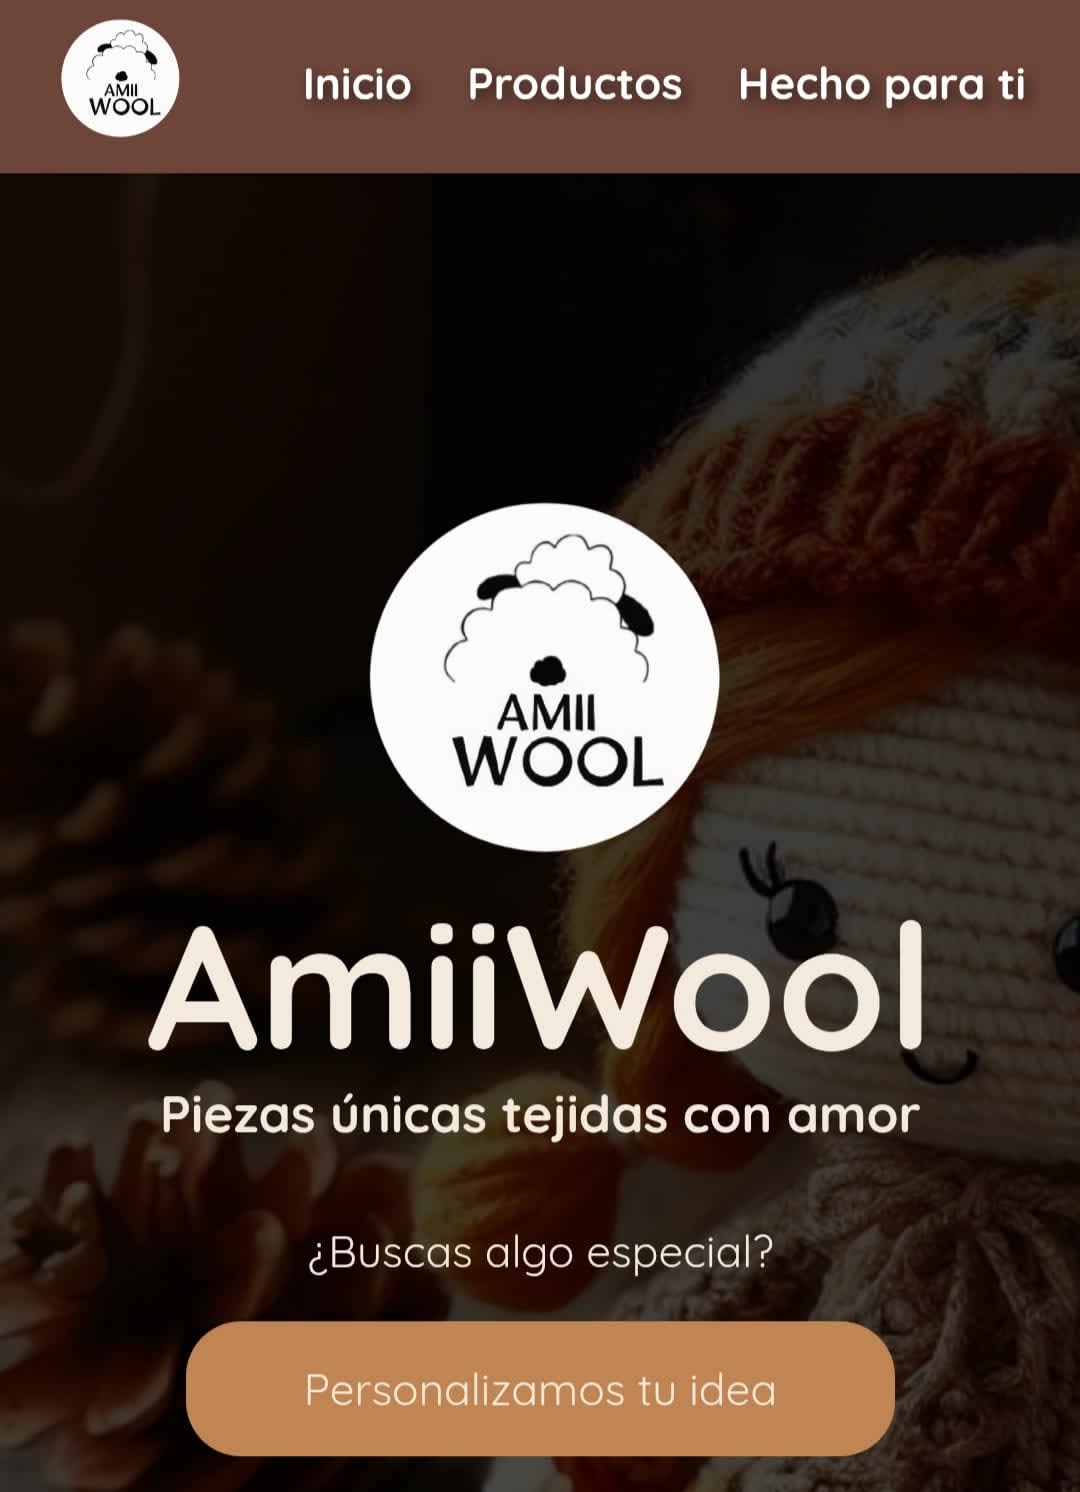 AMII
WOOL
Inicio Productos Hecho para ti
AMII
WOOL
AmiiWool
Piezas únicas tejidas con amor
¿Buscas algo especial?
Personalizamos tu idea